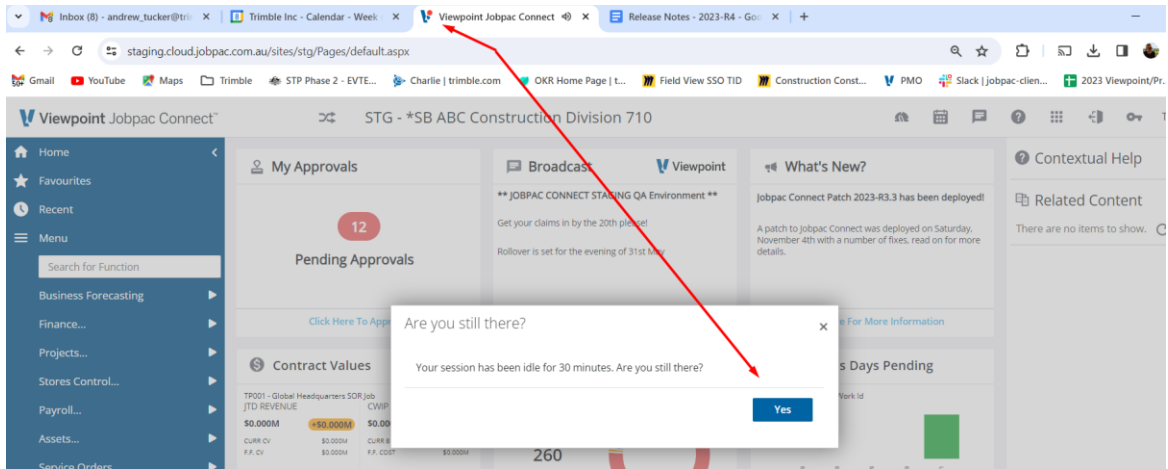 Inbox (8) - andrew_tucker@tri
Trimble Inc - Calendar - Week
Viewpoint Jobpac Connect
Release Notes - 2023-R4 - Goo
staging.cloud.jobpac.com.au/sites/stg/Pages/default.aspx
Gmail YouTube Maps Trimble STP Phase 2 - EVTE... Charlie | trimble.com OKR Home Page | t... Field View SSO TID Construction Const... PMO Slack | jobpac-clien... 2023 Viewpoint/Pr..
Viewpoint Jobpac Connect™
STG - *SB ABC Construction Division 710
Home
Favourites
Recent
Menu
Search for Function
Business Forecasting
Finance...
Projects...
Stores Control...
Payroll...
Assets...
Service Orders
My Approvals
12
Pending Approvals
Click Here To Appr
Broadcast
Viewpoint
** JOBPAC CONNECT STAGING QA Environment **
Get your claims in by the 20th please!
Rollover is set for the evening of 31st May
What's New?
Jobpac Connect Patch 2023-R3.3 has been deployed!
A patch to Jobpac Connect was deployed on Saturday,
November 4th with a number of fixes, read on for more
details.
e For More Information
Contextual Help
Related Content
There are no items to show.
Are you still there?
Your session has been idle for 30 minutes. Are you still there?
Yes
Contract Values
TP001 - Global Headquarters SOR Job
JTD REVENUE CWIP
$0.000M +$0.000M $0.00
CURR CV $0.000M CURR B
F.F. CV $0.000M F.F. COST $0.000M
260
s Days Pending
Work Id